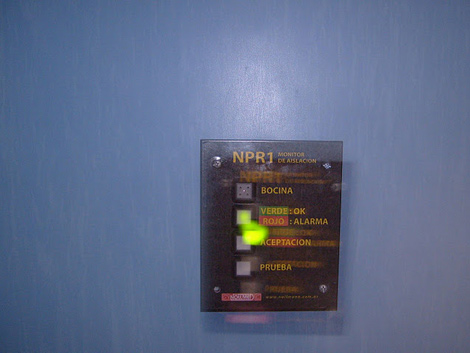 NPR1 MONITOR
DE AISLACION
BOCINA
VERDE : OK
ROJO : ALARMA
ACEPTACION
PRUEBA